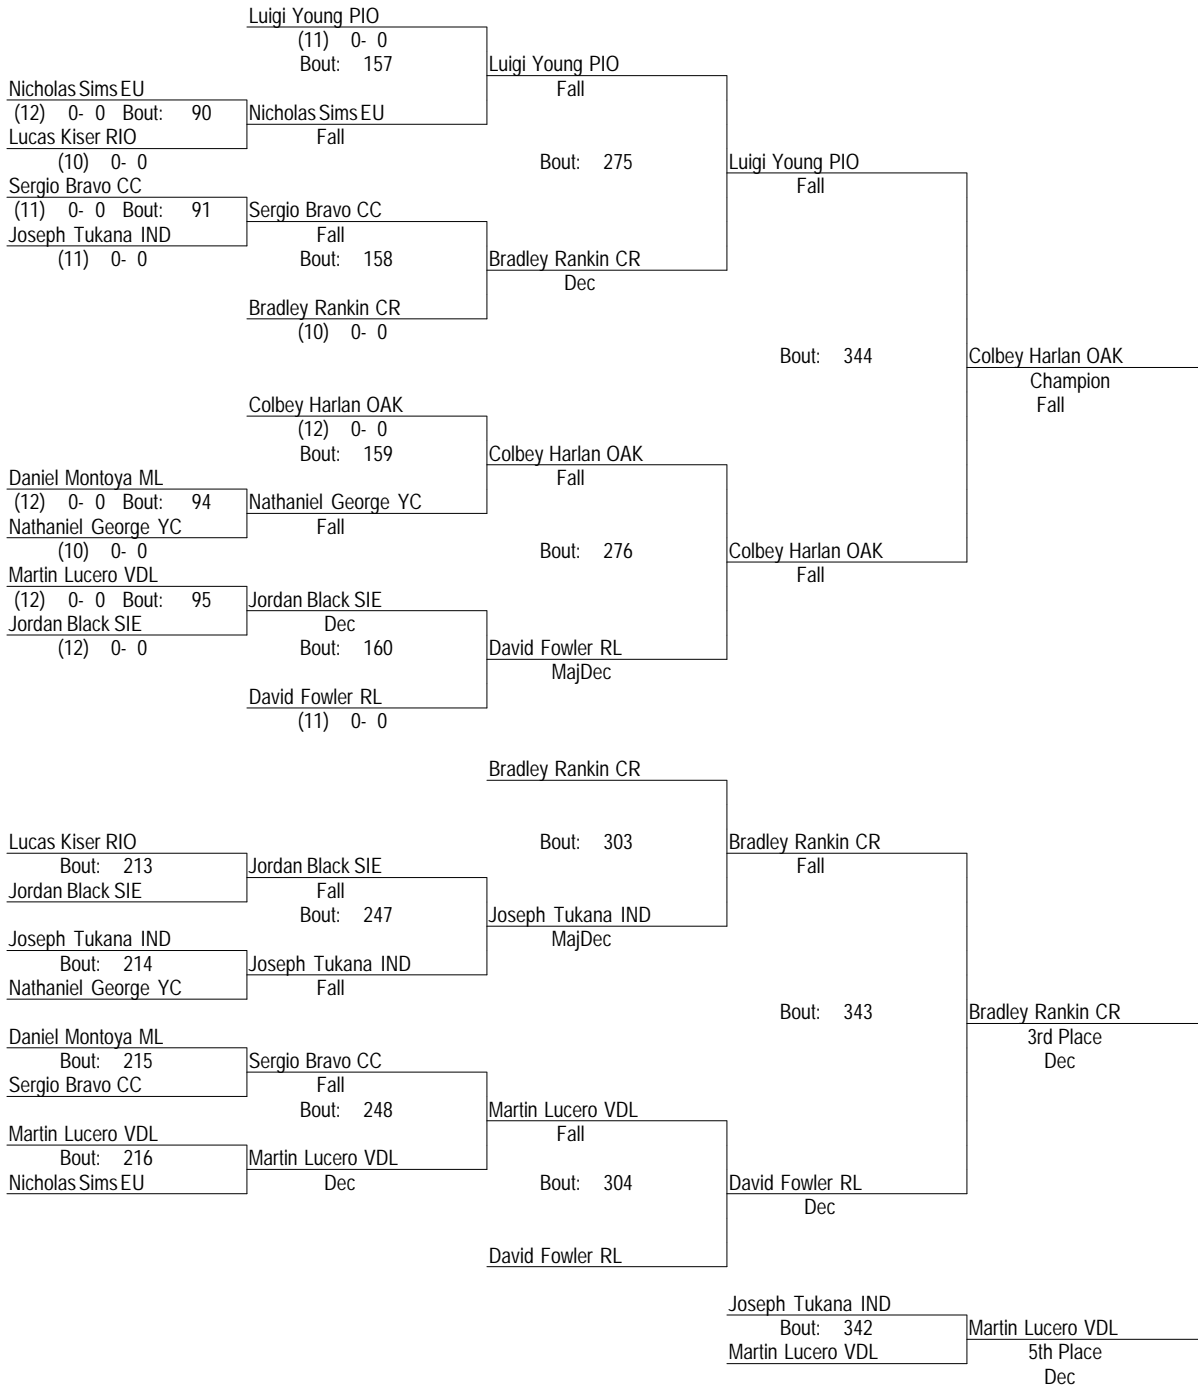 Luigi Young PIO
(11) 0- 0
Bout: 157
Luigi Young PIO
Fall
Nicholas Sims EU
(12) 0- 0 Bout: 90
Nicholas Sims EU
Fall
Lucas Kiser RIO
(10) 0- 0
Bout: 275
Luigi Young PIO
Fall
Sergio Bravo CC
(11) 0- 0 Bout: 91
Sergio Bravo CC
Fall
Joseph Tukana IND
(11) 0- 0
Bout: 158
Bradley Rankin CR
Dec
Bradley Rankin CR
(10) 0- 0
Bout: 344
Colbey Harlan OAK
Champion
Fall
Colbey Harlan OAK
(12) 0- 0
Bout: 159
Colbey Harlan OAK
Fall
Daniel Montoya ML
(12) 0- 0 Bout: 94
Nathaniel George YC
Fall
Nathaniel George YC
(10) 0- 0
Bout: 276
Colbey Harlan OAK
Fall
Martin Lucero VDL
(12) 0- 0 Bout: 95
Jordan Black SIE
Dec
Jordan Black SIE
(12) 0- 0
Bout: 160
David Fowler RL
MajDec
David Fowler RL
(11) 0- 0
Bradley Rankin CR
Lucas Kiser RIO
Bout: 213
Jordan Black SIE
Bout: 303
Bradley Rankin CR
Fall
Jordan Black SIE
Fall
Bout: 247
Joseph Tukana IND
MajDec
Joseph Tukana IND
Bout: 214
Nathaniel George YC
Joseph Tukana IND
Fall
Bout: 343
Bradley Rankin CR
3rd Place
Dec
Daniel Montoya ML
Bout: 215
Sergio Bravo CC
Sergio Bravo CC
Fall
Bout: 248
Martin Lucero VDL
Fall
Martin Lucero VDL
Bout: 216
Nicholas Sims EU
Martin Lucero VDL
Dec
Bout: 304
David Fowler RL
Dec
David Fowler RL
Joseph Tukana IND
Bout: 342
Martin Lucero VDL
Martin Lucero VDL
5th Place
Dec